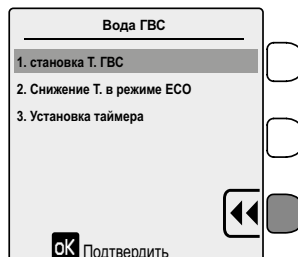 Вода ГВС
1. становка Т. ГВС
2. Снижение Т. в режиме ECO
3. Установка таймера
oK Подтвердить